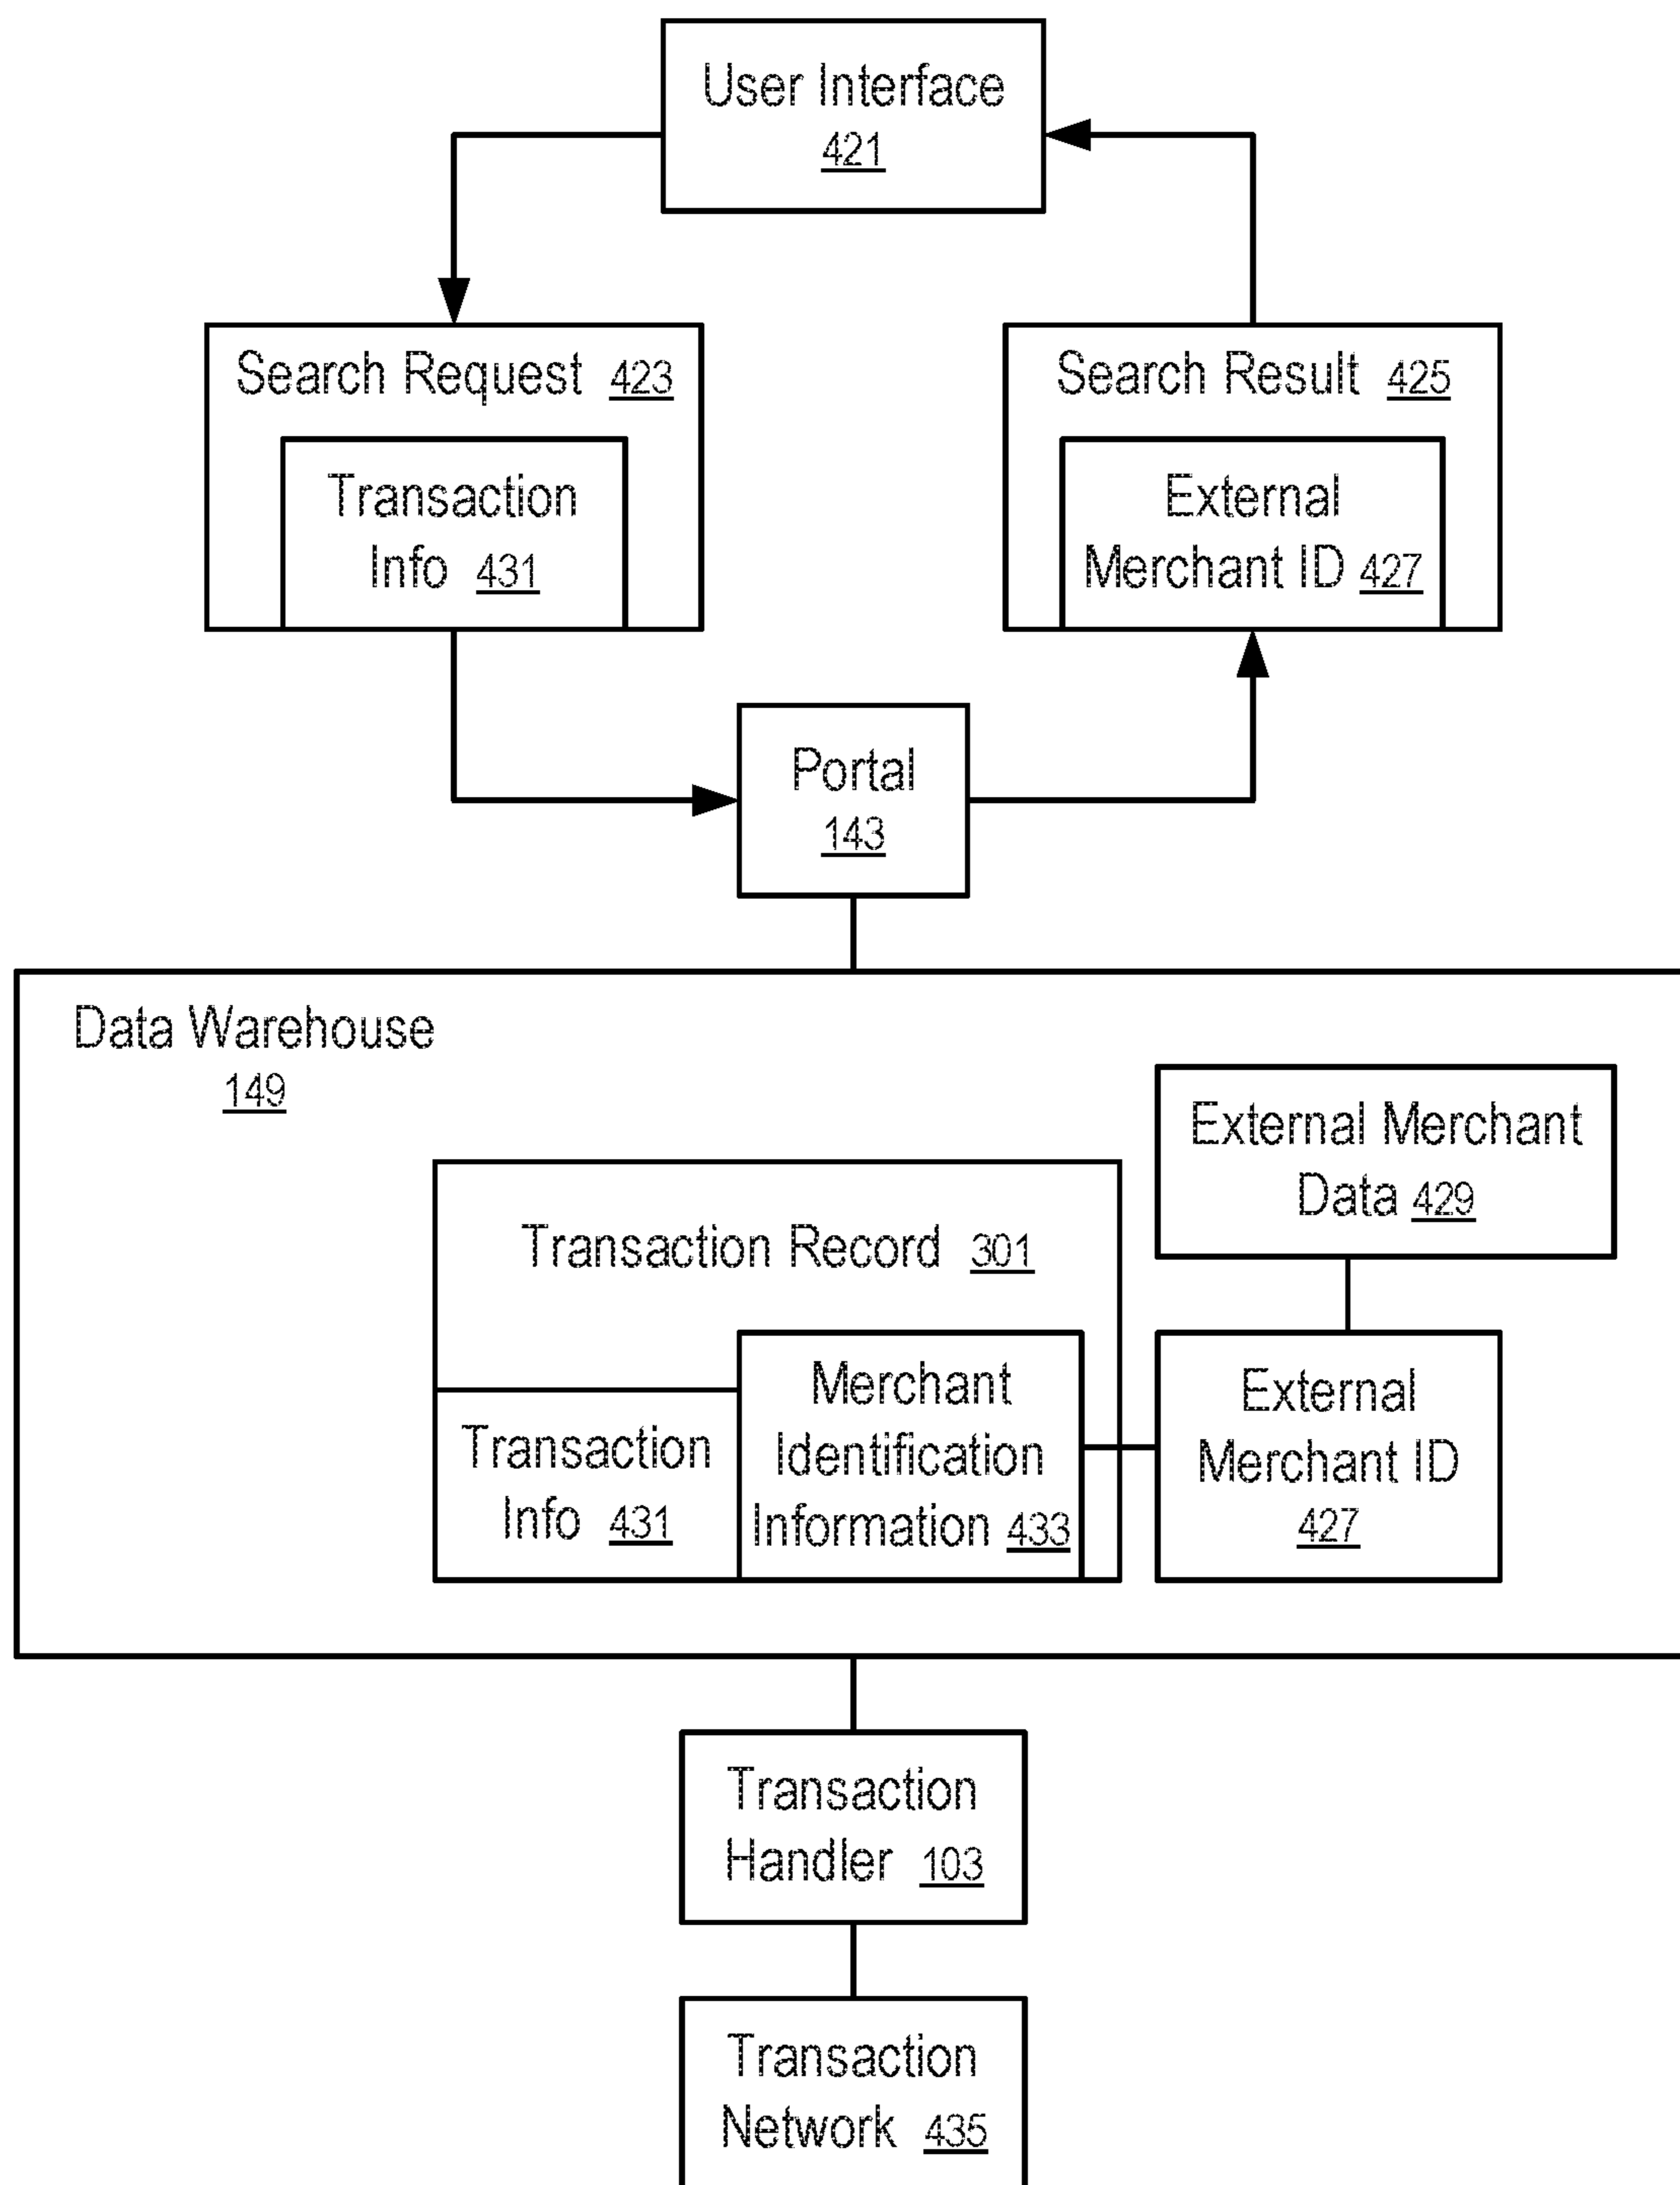 User Interface
421
Search Request 423
Transaction
Info 431
Search Result 425
External
Merchant ID 427
Portal
143
Data Warehouse
149
External Merchant
Data 429
Transaction Record 301
Transaction
Info 431
Merchant
Identification
Information 433
External
Merchant ID
427
Transaction
Handler 103
Transaction
Network 435